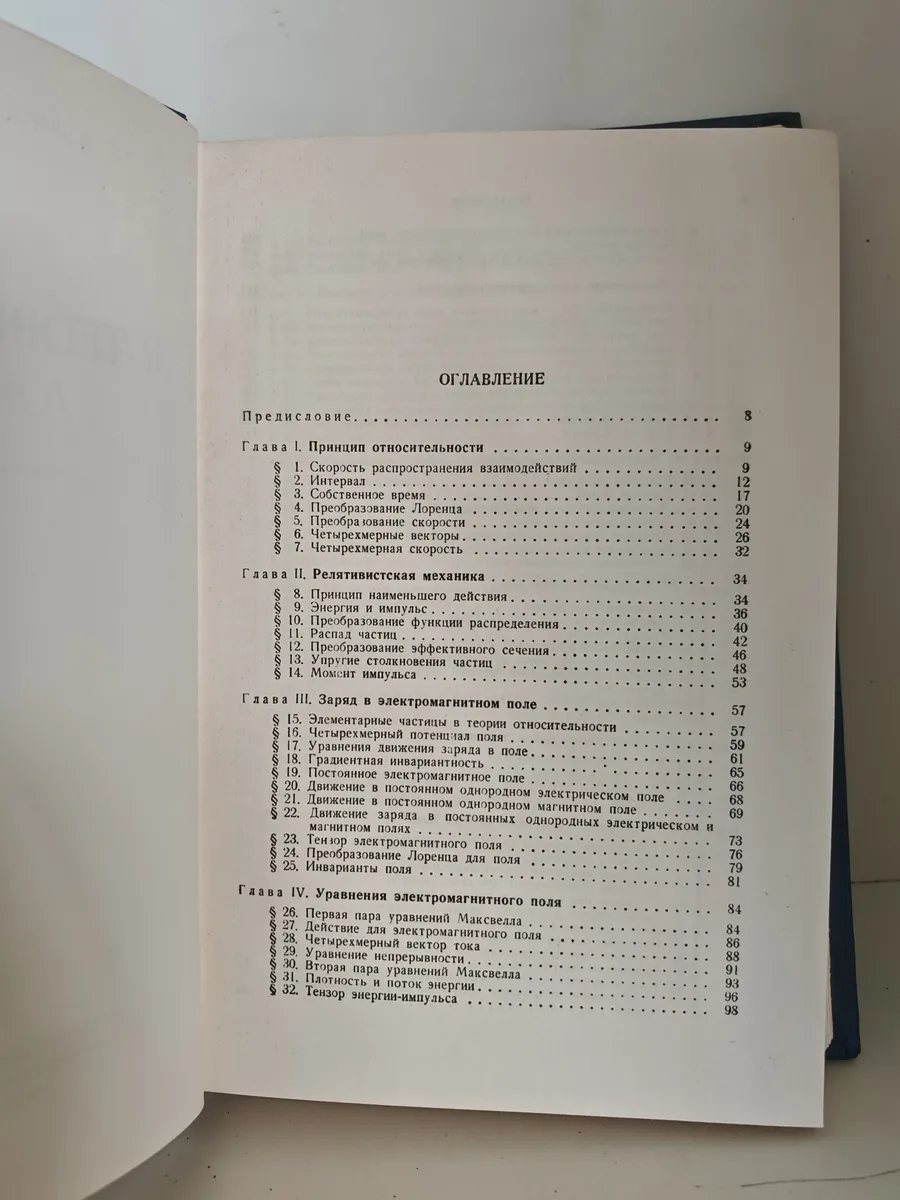 ОГЛАВЛЕНИЕ
Предисловие. . . . . . . . . . . . . . . . . . . . . . . . . . . . . . . . . . 8
Глава I. Принцип относительности . . . . . . . . . . . . . . . . . . . . . . 9
§ 1. Скорость распространения взаимодействий . . . . . . . . . . . . . 9
§ 2. Интервал . . . . . . . . . . . . . . . . . . . . . . . . . . . . . . . . 12
§ 3. Собственное время . . . . . . . . . . . . . . . . . . . . . . . . . . . 17
§ 4. Преобразование Лоренца . . . . . . . . . . . . . . . . . . . . . . . 20
§ 5. Преобразование скорости . . . . . . . . . . . . . . . . . . . . . . . 24
§ 6. Четырехмерные векторы . . . . . . . . . . . . . . . . . . . . . . . . 26
§ 7. Четырехмерная скорость . . . . . . . . . . . . . . . . . . . . . . . 32
Глава II. Релятивистская механика . . . . . . . . . . . . . . . . . . . . . . 34
§ 8. Принцип наименьшего действия . . . . . . . . . . . . . . . . . . . . 34
§ 9. Энергия и импульс . . . . . . . . . . . . . . . . . . . . . . . . . . . 36
§ 10. Преобразование функции распределения . . . . . . . . . . . . . . . 40
§ 11. Распад частиц . . . . . . . . . . . . . . . . . . . . . . . . . . . . . 42
§ 12. Преобразование эффективного сечения . . . . . . . . . . . . . . . . 46
§ 13. Упругие столкновения частиц . . . . . . . . . . . . . . . . . . . . . 48
§ 14. Момент импульса . . . . . . . . . . . . . . . . . . . . . . . . . . . . 53
Глава III. Заряд в электромагнитном поле . . . . . . . . . . . . . . . . . . 57
§ 15. Элементарные частицы в теории относительности . . . . . . . . . 57
§ 16. Четырехмерный потенциал поля . . . . . . . . . . . . . . . . . . . . 59
§ 17. Уравнения движения заряда в поле . . . . . . . . . . . . . . . . . . 61
§ 18. Градиентная инвариантность . . . . . . . . . . . . . . . . . . . . . 65
§ 19. Постоянное электромагнитное поле . . . . . . . . . . . . . . . . . . 66
§ 20. Движение в постоянном однородном электрическом поле . . . . 68
§ 21. Движение в постоянном однородном магнитном поле . . . . . . . 69
§ 22. Движение заряда в постоянных однородных электрическом и
магнитном полях . . . . . . . . . . . . . . . . . . . . . . . . . . . . 73
§ 23. Тензор электромагнитного поля . . . . . . . . . . . . . . . . . . . . 76
§ 24. Преобразование Лоренца для поля . . . . . . . . . . . . . . . . . . . 79
§ 25. Инварианты поля . . . . . . . . . . . . . . . . . . . . . . . . . . . . 81
Глава IV. Уравнения электромагнитного поля . . . . . . . . . . . . . . . . 84
§ 26. Первая пара уравнений Максвелла . . . . . . . . . . . . . . . . . . . 84
§ 27. Действие для электромагнитного поля . . . . . . . . . . . . . . . . 86
§ 28. Четырехмерный вектор тока . . . . . . . . . . . . . . . . . . . . . . 88
§ 29. Уравнение непрерывности . . . . . . . . . . . . . . . . . . . . . . . . 91
§ 30. Вторая пара уравнений Максвелла . . . . . . . . . . . . . . . . . . . 93
§ 31. Плотность и поток энергии . . . . . . . . . . . . . . . . . . . . . . . 96
§ 32. Тензор энергии-импульса . . . . . . . . . . . . . . . . . . . . . . . . 98